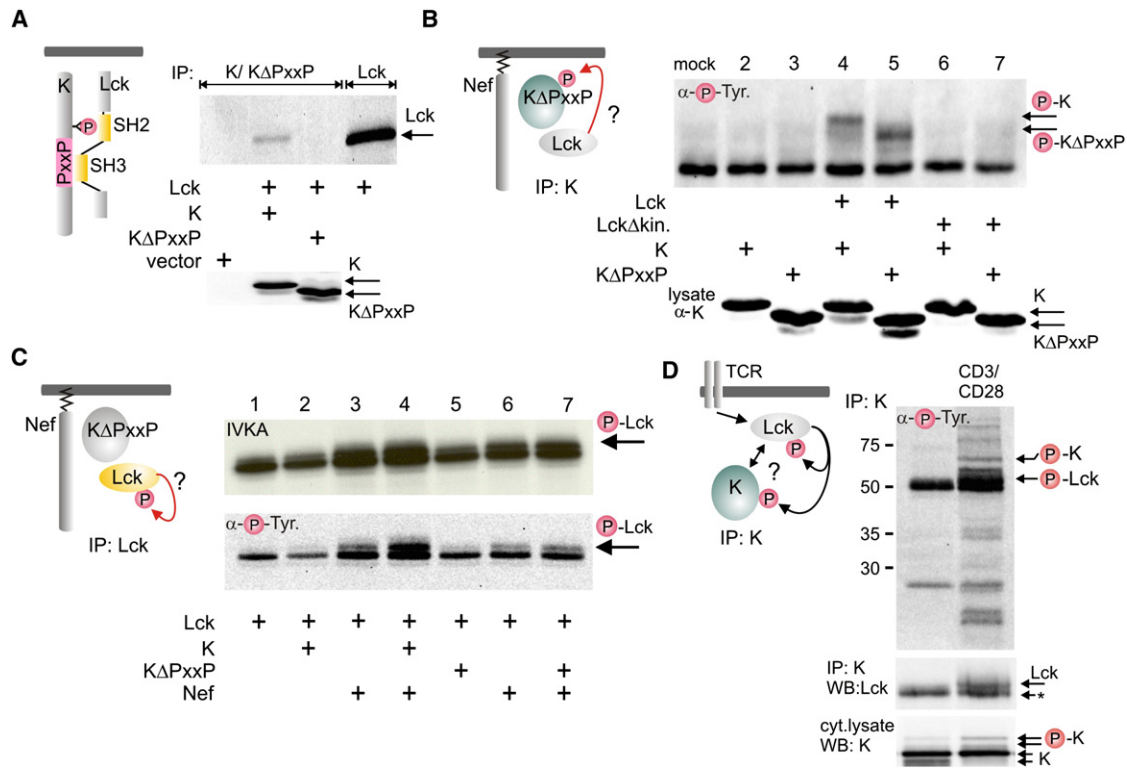 A
K
Lck
P
SH2
PxxP
SH3
IP: K/ KΔPxxP Lck
Lck
Lck + + +
K +
KΔPxxP +
vector +
K
KΔPxxP
B
Nef
P
KΔPxxP
?
Lck
IP: K
mock 2 3 4 5 6 7
α-P-Tyr.
P-K
P-KΔPxxP
Lck + +
LckΔkin. + +
K + + +
KΔPxxP + + +
lysate
α-K
K
KΔPxxP
C
Nef
KΔPxxP
Lck
?
P
IP: Lck
1 2 3 4 5 6 7
IVKA
P-Lck
α-P-Tyr.
P-Lck
Lck + + + + + + +
K + +
KΔPxxP + +
Nef + + + +
D
TCR
Lck
P
?
K
P
IP: K
CD3/
CD28
IP: K
α-P-Tyr.
75
50
35
30
P-K
P-Lck
IP: K
WB:Lck
Lck
*
cyt.lysate
WB: K
P-K
K